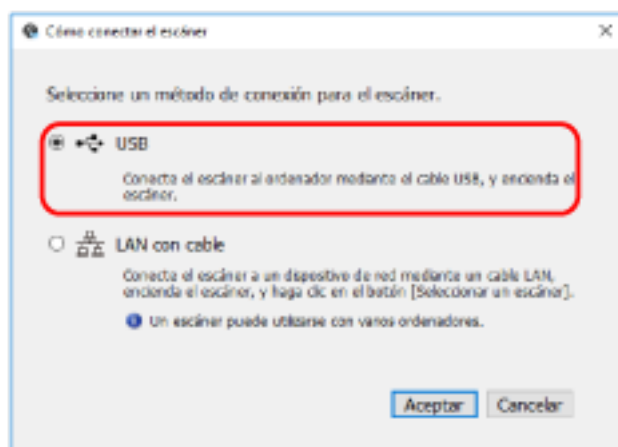 Cómo conectar el escáner
Seleccione un método de conexión para el escáner.
USB
Conecte el escáner al ordenador mediante el cable USB, y encienda el
escáner.
LAN con cable
Conecte el escáner a un dispositivo de red mediante un cable LAN,
encienda el escáner, y haga clic en el botón [Seleccionar un escáner].
Un escáner puede utilizarse con varios ordenadores.
Aceptar Cancelar